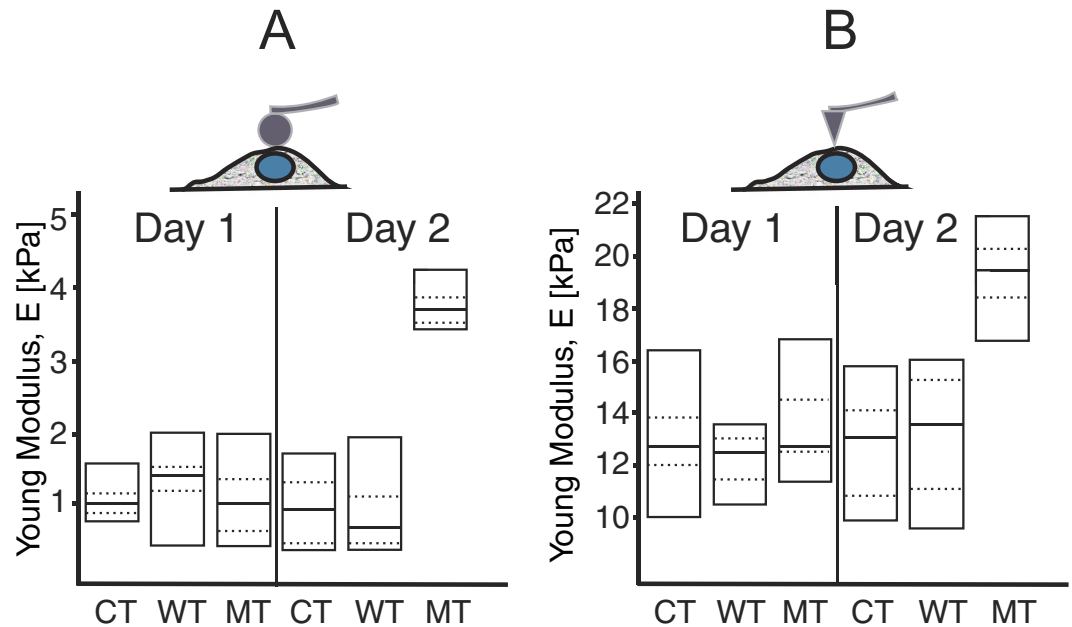 A
B
Young Modulus, E [kPa]
5
4
3
2
1
Day 1
Day 2
CT WT MT CT WT MT
Young Modulus, E [kPa]
22
20
18
16
14
12
10
Day 1
Day 2
CT WT MT CT WT MT